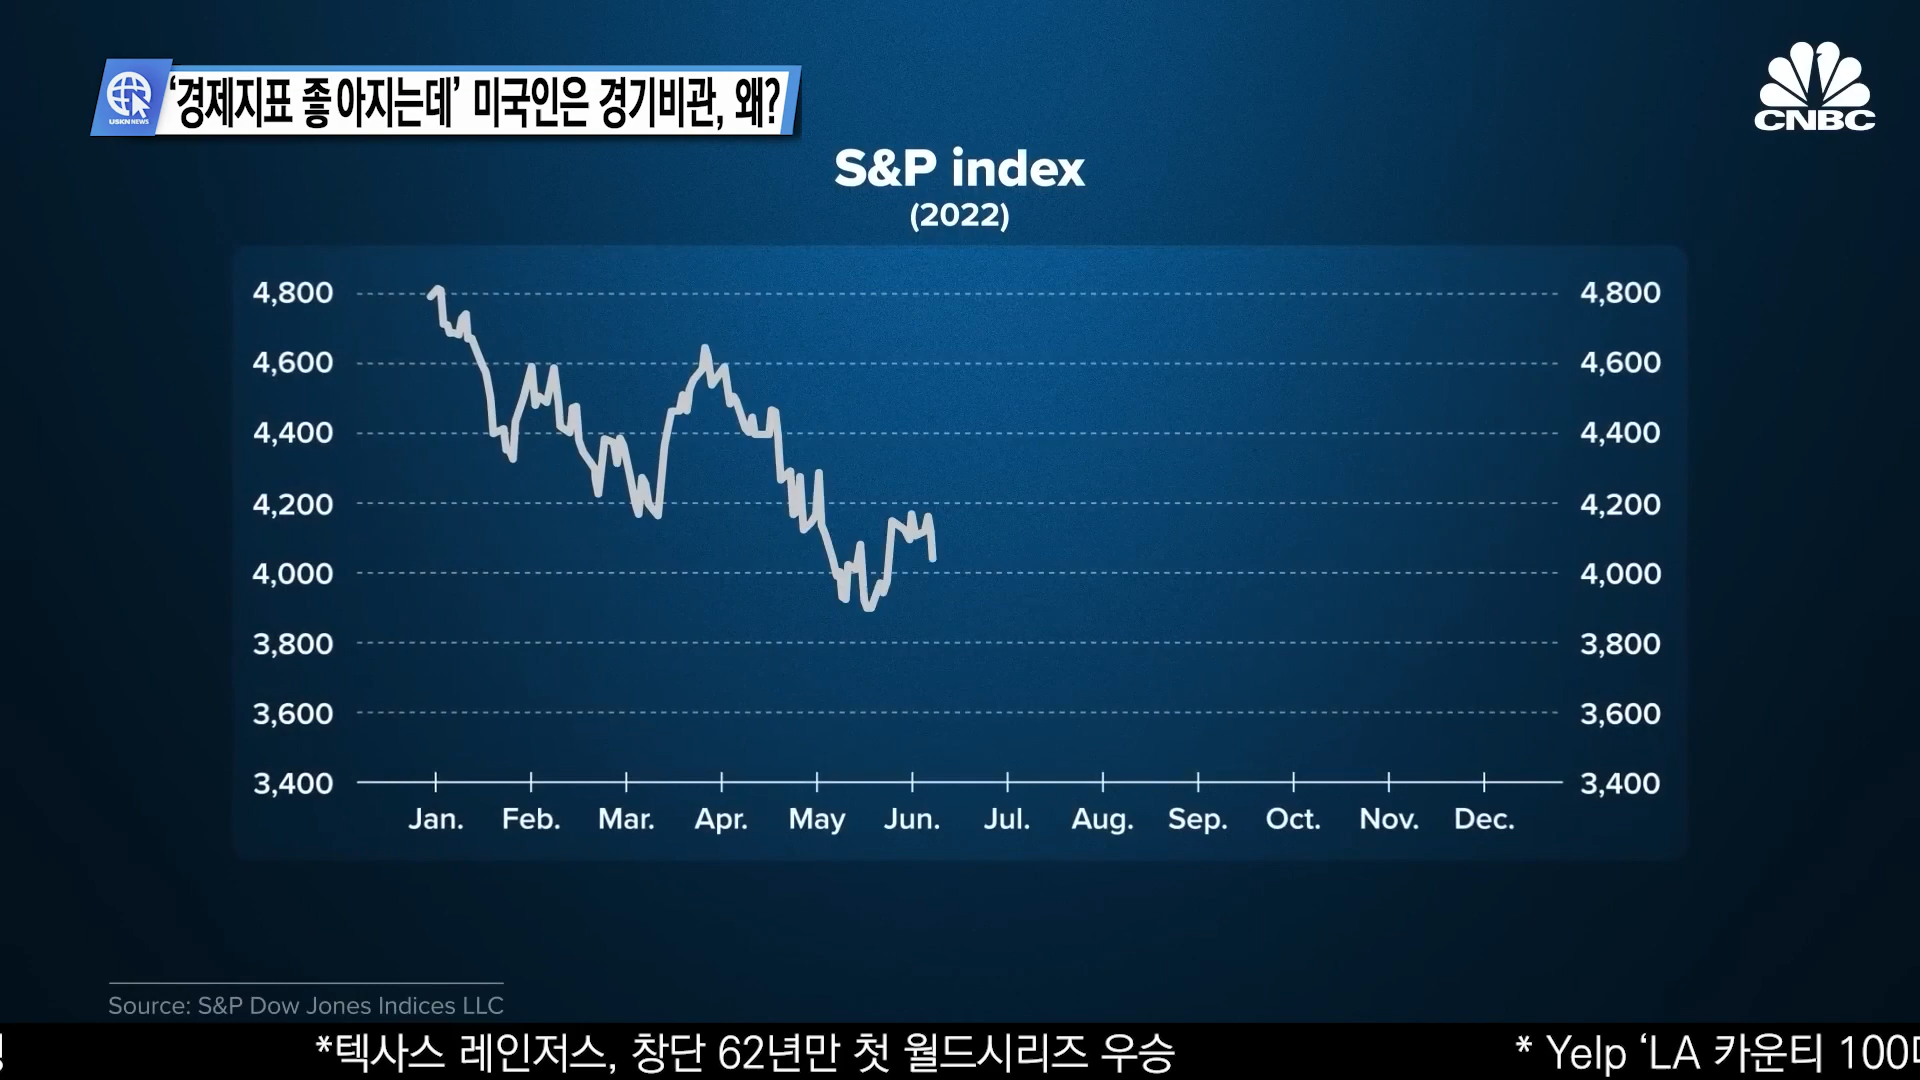 ‘경제지표 좋아지는데’ 미국인은 경기비관, 왜?
USKN NEWS
CNBC
S&P index
(2022)
4,800 4,800
4,600 4,600
4,400 4,400
4,200 4,200
4,000 4,000
3,800 3,800
3,600 3,600
3,400 3,400
Jan. Feb. Mar. Apr. May Jun. Jul. Aug. Sep. Oct. Nov. Dec.
Source: S&P Dow Jones Indices LLC
*텍사스 레인저스, 창단 62년만 첫 월드시리즈 우승 * Yelp ‘LA 카운티 100